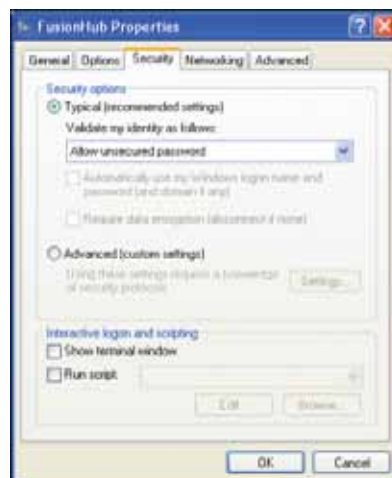 FusionHub Properties
General
Options
Security
Networking
Advanced
Security options
Typical (recommended settings)
Validate my identity as follows:
Allow unsecured password
Automatically use my Windows logon name and
password (and domain if any)
Require data encryption (disconnect if none)
Advanced (custom settings)
Using these settings requires a knowledge
of security protocols.
Settings...
Interactive logon and scripting
Show terminal window
Run script:
Edit
Browse...
OK
Cancel